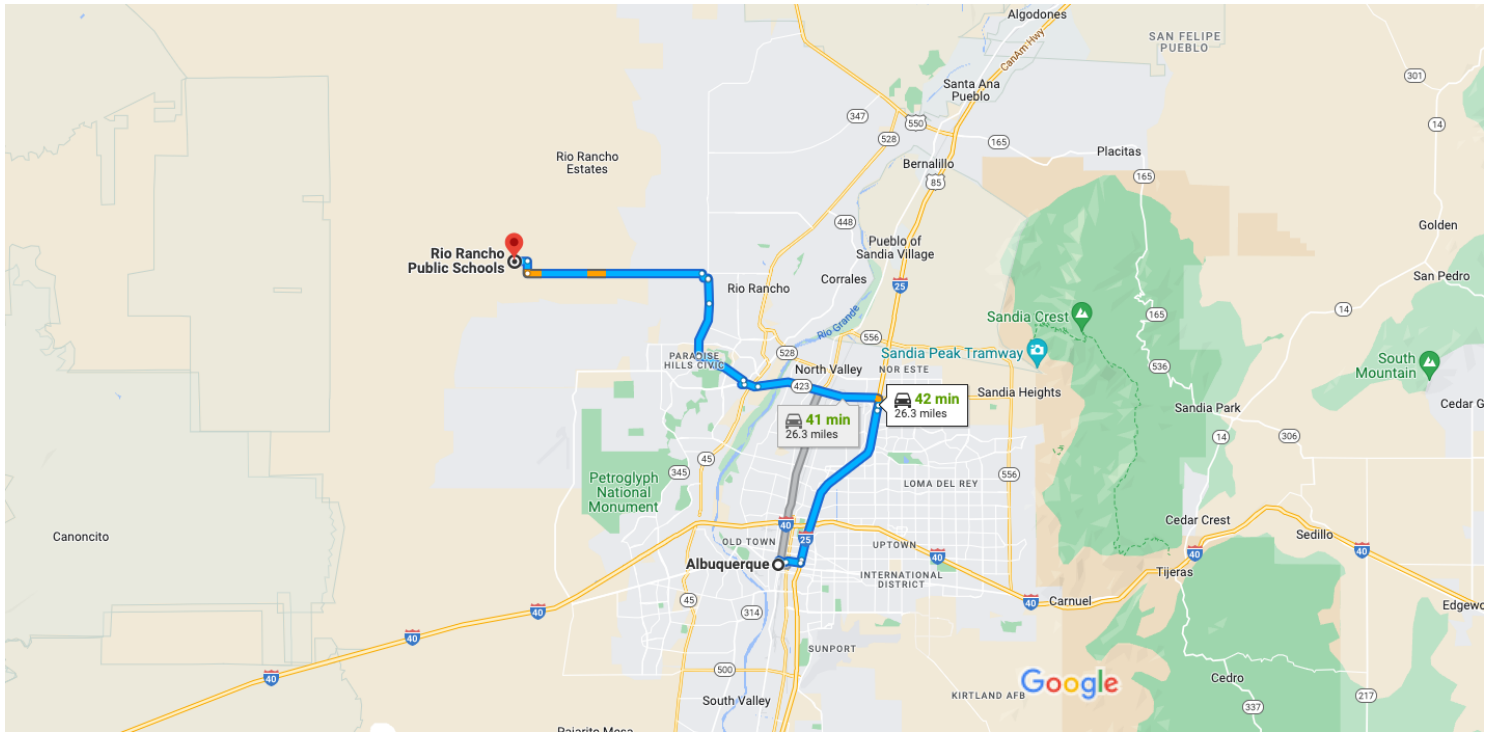 Algodones
SAN FELIPE
PUEBLO
CanAm Hwy
301
Santa Ana
Pueblo
14
347
550
528
165
Placitas
Rio Rancho
Estates
Bernalillo
165
85
448
Golden
Pueblo of
Sandia Village
Rio Rancho
Public Schools
San Pedro
Corrales
25
Rio Rancho
14
Sandia Crest
165
Rio Grande
556
Sandia Peak Tramway
528
PARADISE
HILLS CIVIC
North Valley
NOR ESTE
South
Mountain
536
423
Sandia Heights
42 min
26.3 miles
Sandia Park
Cedar G
41 min
26.3 miles
14
306
45
345
556
Petroglyph
National
Monument
LOMA DEL REY
40
Cedar Crest
Canoncito
OLD TOWN
25
UPTOWN
Sedillo
40
40
40
Albuquerque
Tijeras
INTERNATIONAL
DISTRICT
45
40
Carnuel
Edgewo
40
314
40
SUNPORT
500
40
Cedro
Google
South Valley
KIRTLAND AFB
217
337
Pajarito Mesa